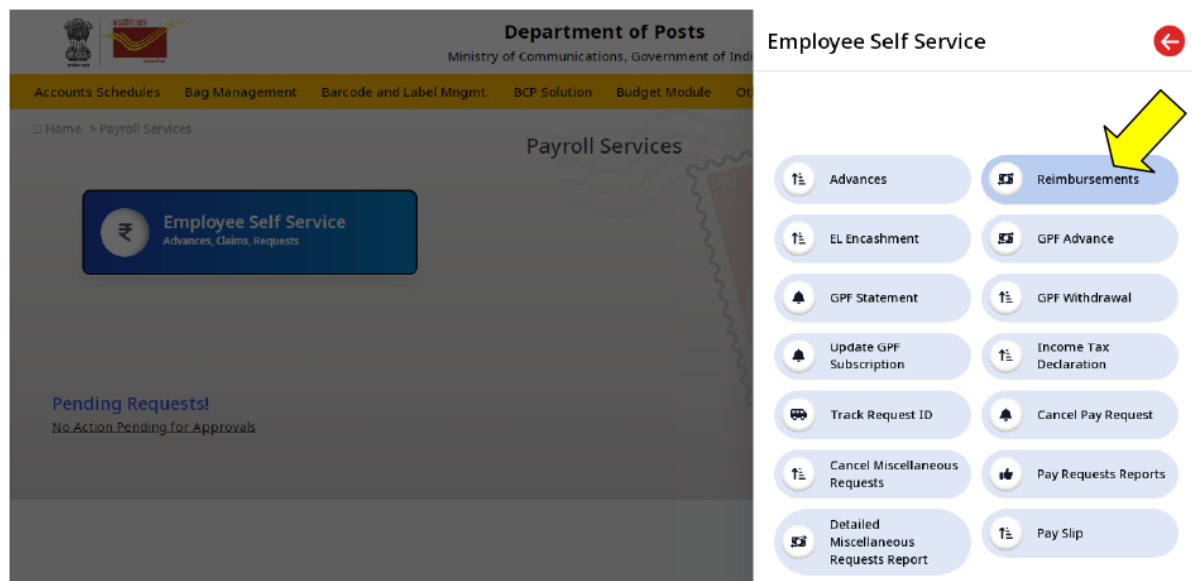 Department of Posts
Ministry of Communications, Government of Indi
Accounts Schedules Bag Management Barcode and Label Mngmt. BCP Solution Budget Module Ot
Home > Payroll Services
Payroll Services
Employee Self Service
Advances, Claims, Requests
Pending Requests!
No Action Pending for Approvals
Employee Self Service
Advances
Reimbursements
EL Encashment
GPF Advance
GPF Statement
GPF Withdrawal
Update GPF
Subscription
Income Tax
Declaration
Track Request ID
Cancel Pay Request
Cancel Miscellaneous
Requests
Pay Requests Reports
Detailed
Miscellaneous
Requests Report
Pay Slip